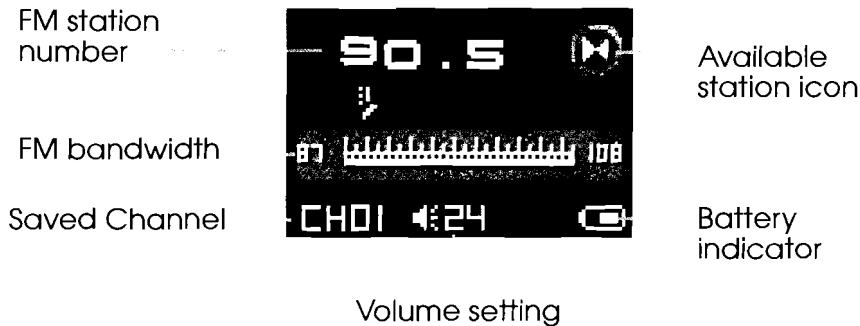 FM station
number
90.5
Available
station icon
FM bandwidth
87
108
Saved Channel
CH01
24
Battery
indicator
Volume setting